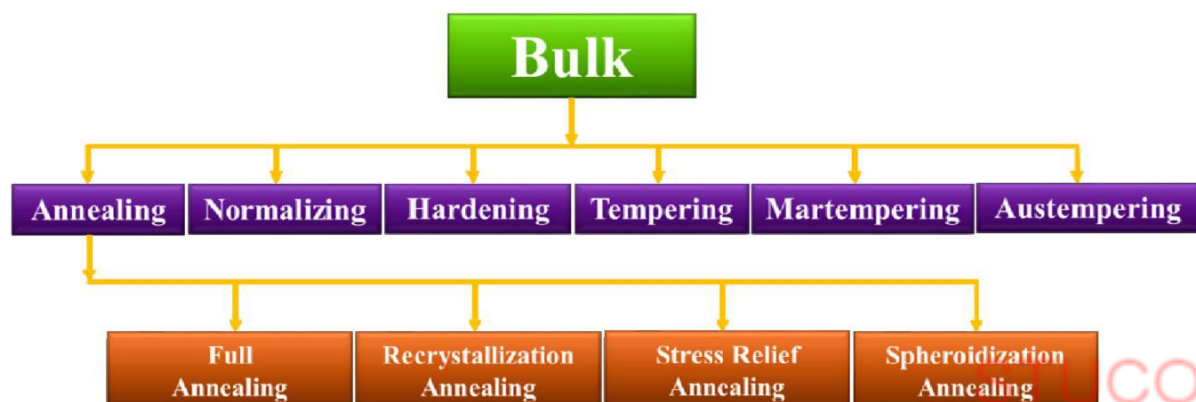 Bulk
Annealing
Normalizing
Hardening
Tempering
Martempering
Austempering
Full
Annealing
Recrystallization
Annealing
Stress Relief
Annealing
Spheroidization
Annealing